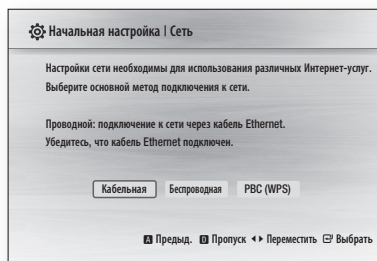 Начальная настройка | Сеть
Настройки сети необходимы для использования различных Интернет-услуг.
Выберите основной метод подключения к сети.
Проводной: подключение к сети через кабель Ethernet.
Убедитесь, что кабель Ethernet подключен.
Кабельная Беспроводная PBC (WPS)
A Предыд. D Пропуск Переместить Выбрать